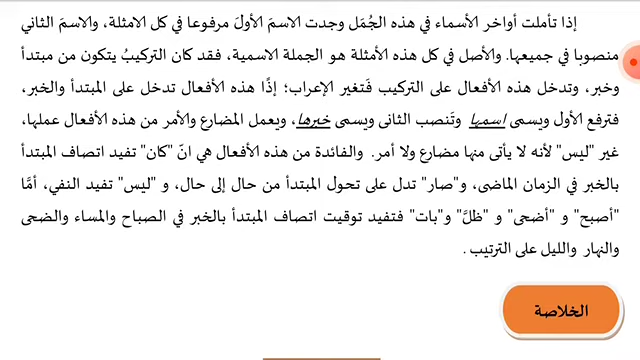 إذا تأملت أواخر الأسماء في هذه الجُمَل وجدت الاسمَ الأولَ مرفوعا في كل الامثلة، والاسمَ الثاني
منصوبا في جميعها. والأصل في كل هذه الأمثلة هو الجملة الاسمية، فقد كان التركيبُ يتكون من مبتدأ
وخبر، وتدخل هذه الأفعال على التركيب فَتغير الإعراب؛ إذًا هذه الأفعال تدخل على المبتدأ والخبر،
فترفع الأول ويسمى اسمها وتَنصب الثانى ويسمى خبرها، ويعمل المضارع والأمر من هذه الأفعال عملها،
غير "ليس" لأنه لا يأتى منها مضارع ولا أمر. والفائدة من هذه الأفعال هي انّ "كان" تفيد اتصاف المبتدأ
بالخبر في الزمان الماضى، و"صار" تدل على تحول المبتدأ من حال إلى حال، و "ليس" تفيد النفي، أمَّا
"أصبح" و "أضحى" و "ظلَّ" و"بات" فتفيد توقيت اتصاف المبتدأ بالخبر في الصباح والمساء والضحى
والنهار والليل على الترتيب .
الخلاصة